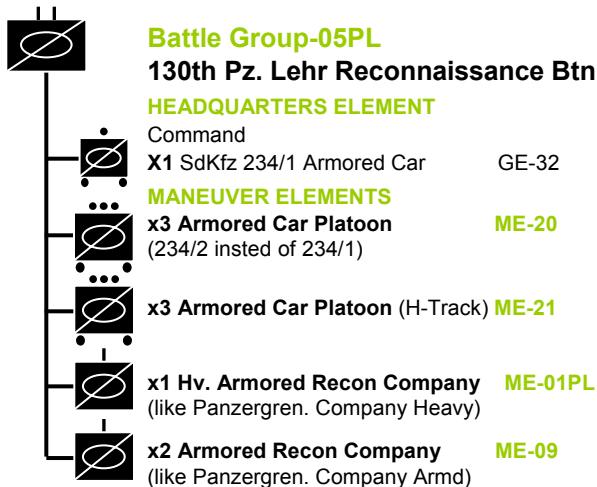 Battle Group-05PL
130th Pz. Lehr Reconnaissance Btn
HEADQUARTERS ELEMENT
Command
X1 SdKfz 234/1 Armored Car GE-32
MANEUVER ELEMENTS
x3 Armored Car Platoon ME-20
(234/2 insted of 234/1)
x3 Armored Car Platoon (H-Track) ME-21
x1 Hv. Armored Recon Company ME-01PL
(like Panzergren. Company Heavy)
x2 Armored Recon Company ME-09
(like Panzergren. Company Armd)